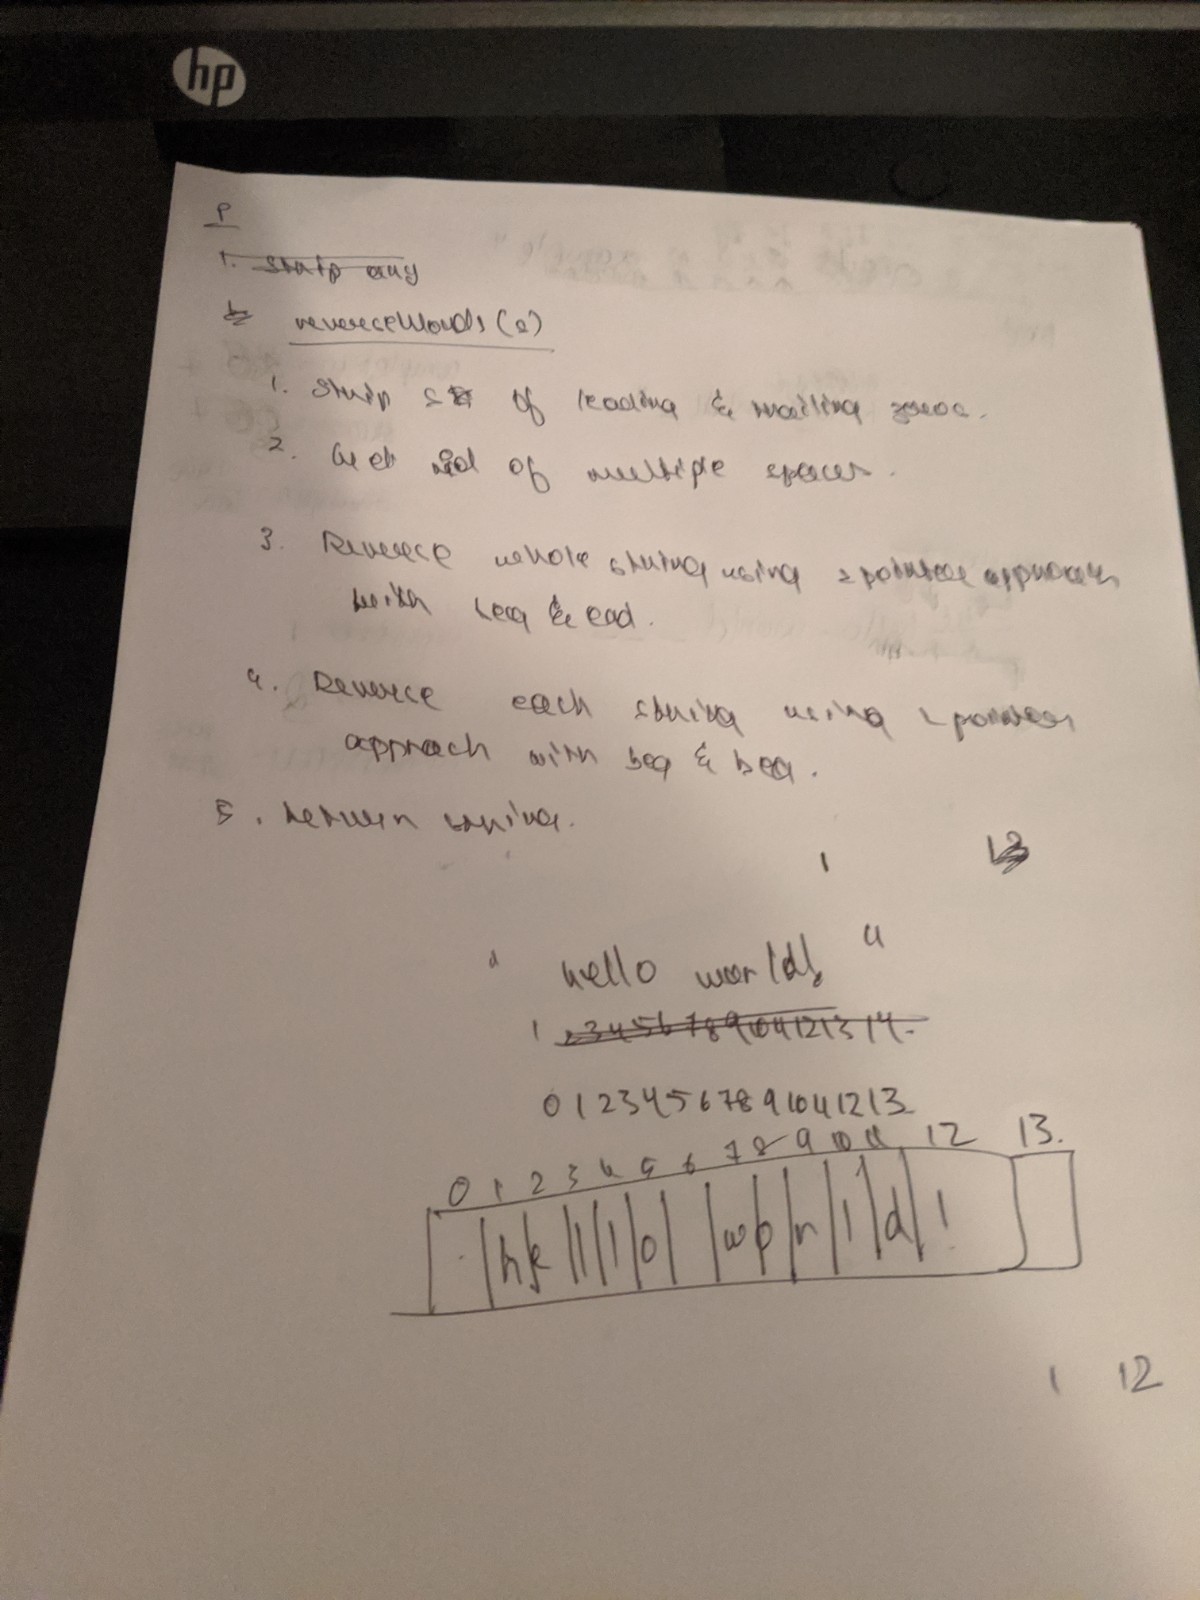 hp
P
1. Strip any
reverseWords(s)
1. Strip s of leading & trailing zeros.
2. Get rid of multiple spaces.
3. Reverse whole string using 2 pointer approach
with beg & end.
4. Reverse each string using 2 pointer
approach with beg & beg.
5. Return string.
1
" hello world! "
1 2 3 4 5 6 7 8 9 10 11 12 13 14
0 1 2 3 4 5 6 7 8 9 10 11 12 13
0 1 2 3 4 5 6 7 8 9 10 11 12 13.
h e l l o w o r l d !
1 12